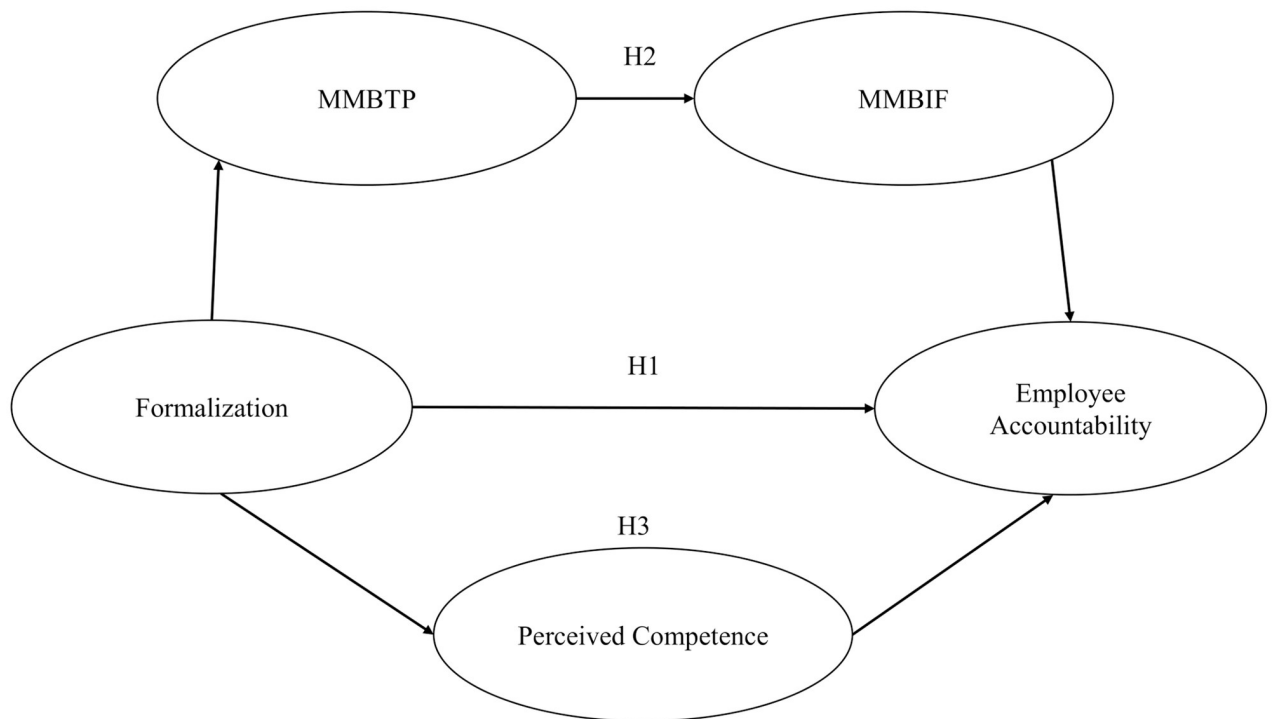 H2
MMBTP
MMBIF
H1
Formalization
Employee
Accountability
H3
Perceived Competence